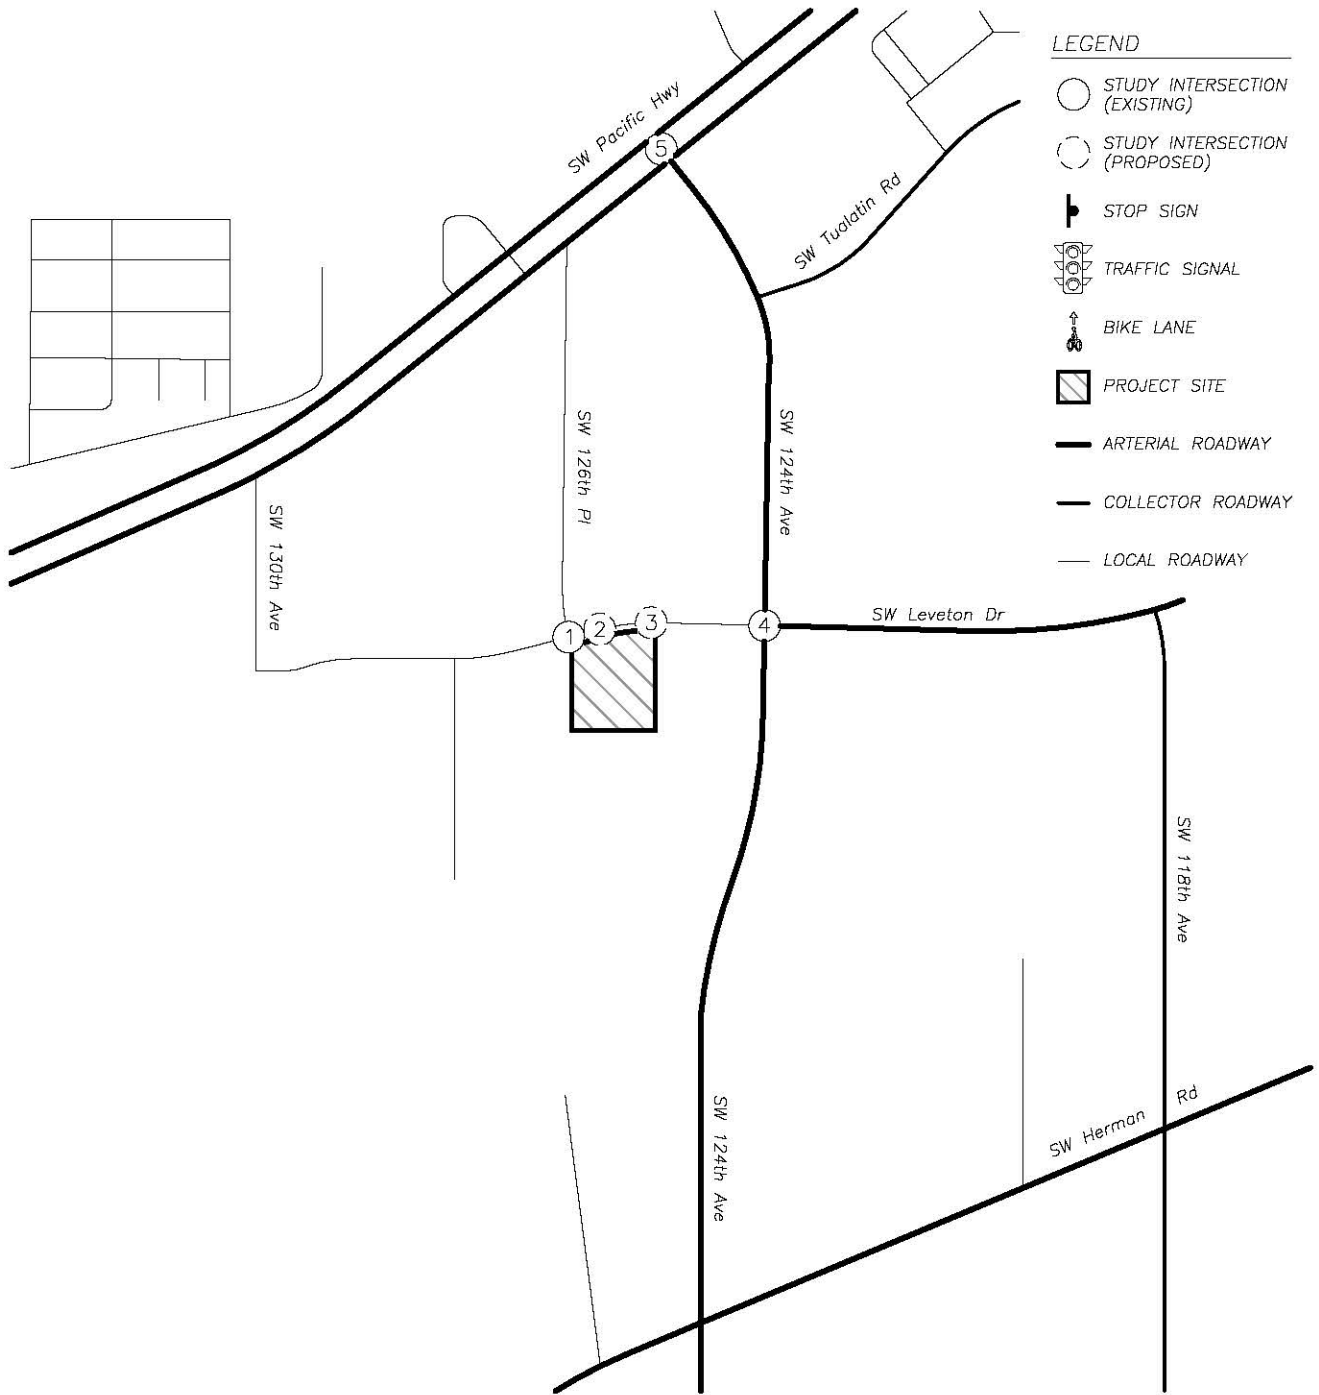 LEGEND
STUDY INTERSECTION
(EXISTING)
STUDY INTERSECTION
(PROPOSED)
STOP SIGN
TRAFFIC SIGNAL
BIKE LANE
PROJECT SITE
ARTERIAL ROADWAY
COLLECTOR ROADWAY
LOCAL ROADWAY
SW Pacific Hwy
5
SW Tualatin Rd
SW 126th Pl
SW 124th Ave
SW 130th Ave
1
2
3
4
SW Leveton Dr
SW 118th Ave
SW 124th Ave
SW Herman Rd